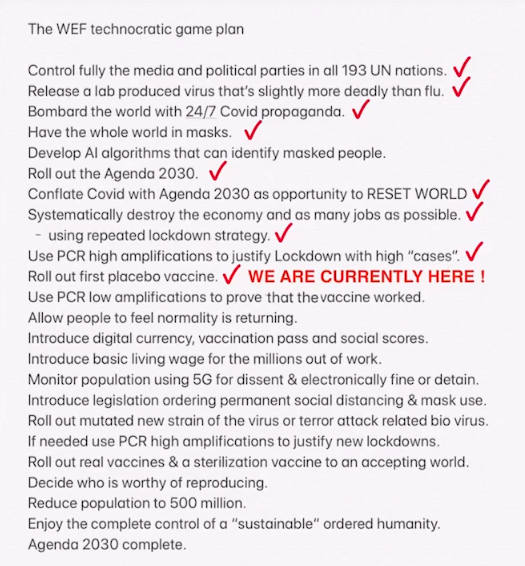 The WEF technocratic game plan
Control fully the media and political parties in all 193 UN nations.
Release a lab produced virus that's slightly more deadly than flu.
Bombard the world with 24/7 Covid propaganda.
Have the whole world in masks.
Develop AI algorithms that can identify masked people.
Roll out the Agenda 2030.
Conflate Covid with Agenda 2030 as opportunity to RESET WORLD
Systematically destroy the economy and as many jobs as possible.
- using repeated lockdown strategy.
Use PCR high amplifications to justify Lockdown with high “cases”.
Roll out first placebo vaccine. WE ARE CURRENTLY HERE !
Use PCR low amplifications to prove that the vaccine worked.
Allow people to feel normality is returning.
Introduce digital currency, vaccination pass and social scores.
Introduce basic living wage for the millions out of work.
Monitor population using 5G for dissent & electronically fine or detain.
Introduce legislation ordering permanent social distancing & mask use.
Roll out mutated new strain of the virus or terror attack related bio virus.
If needed use PCR high amplifications to justify new lockdowns.
Roll out real vaccines & a sterilization vaccine to an accepting world.
Decide who is worthy of reproducing.
Reduce population to 500 million.
Enjoy the complete control of a “sustainable“ ordered humanity.
Agenda 2030 complete.